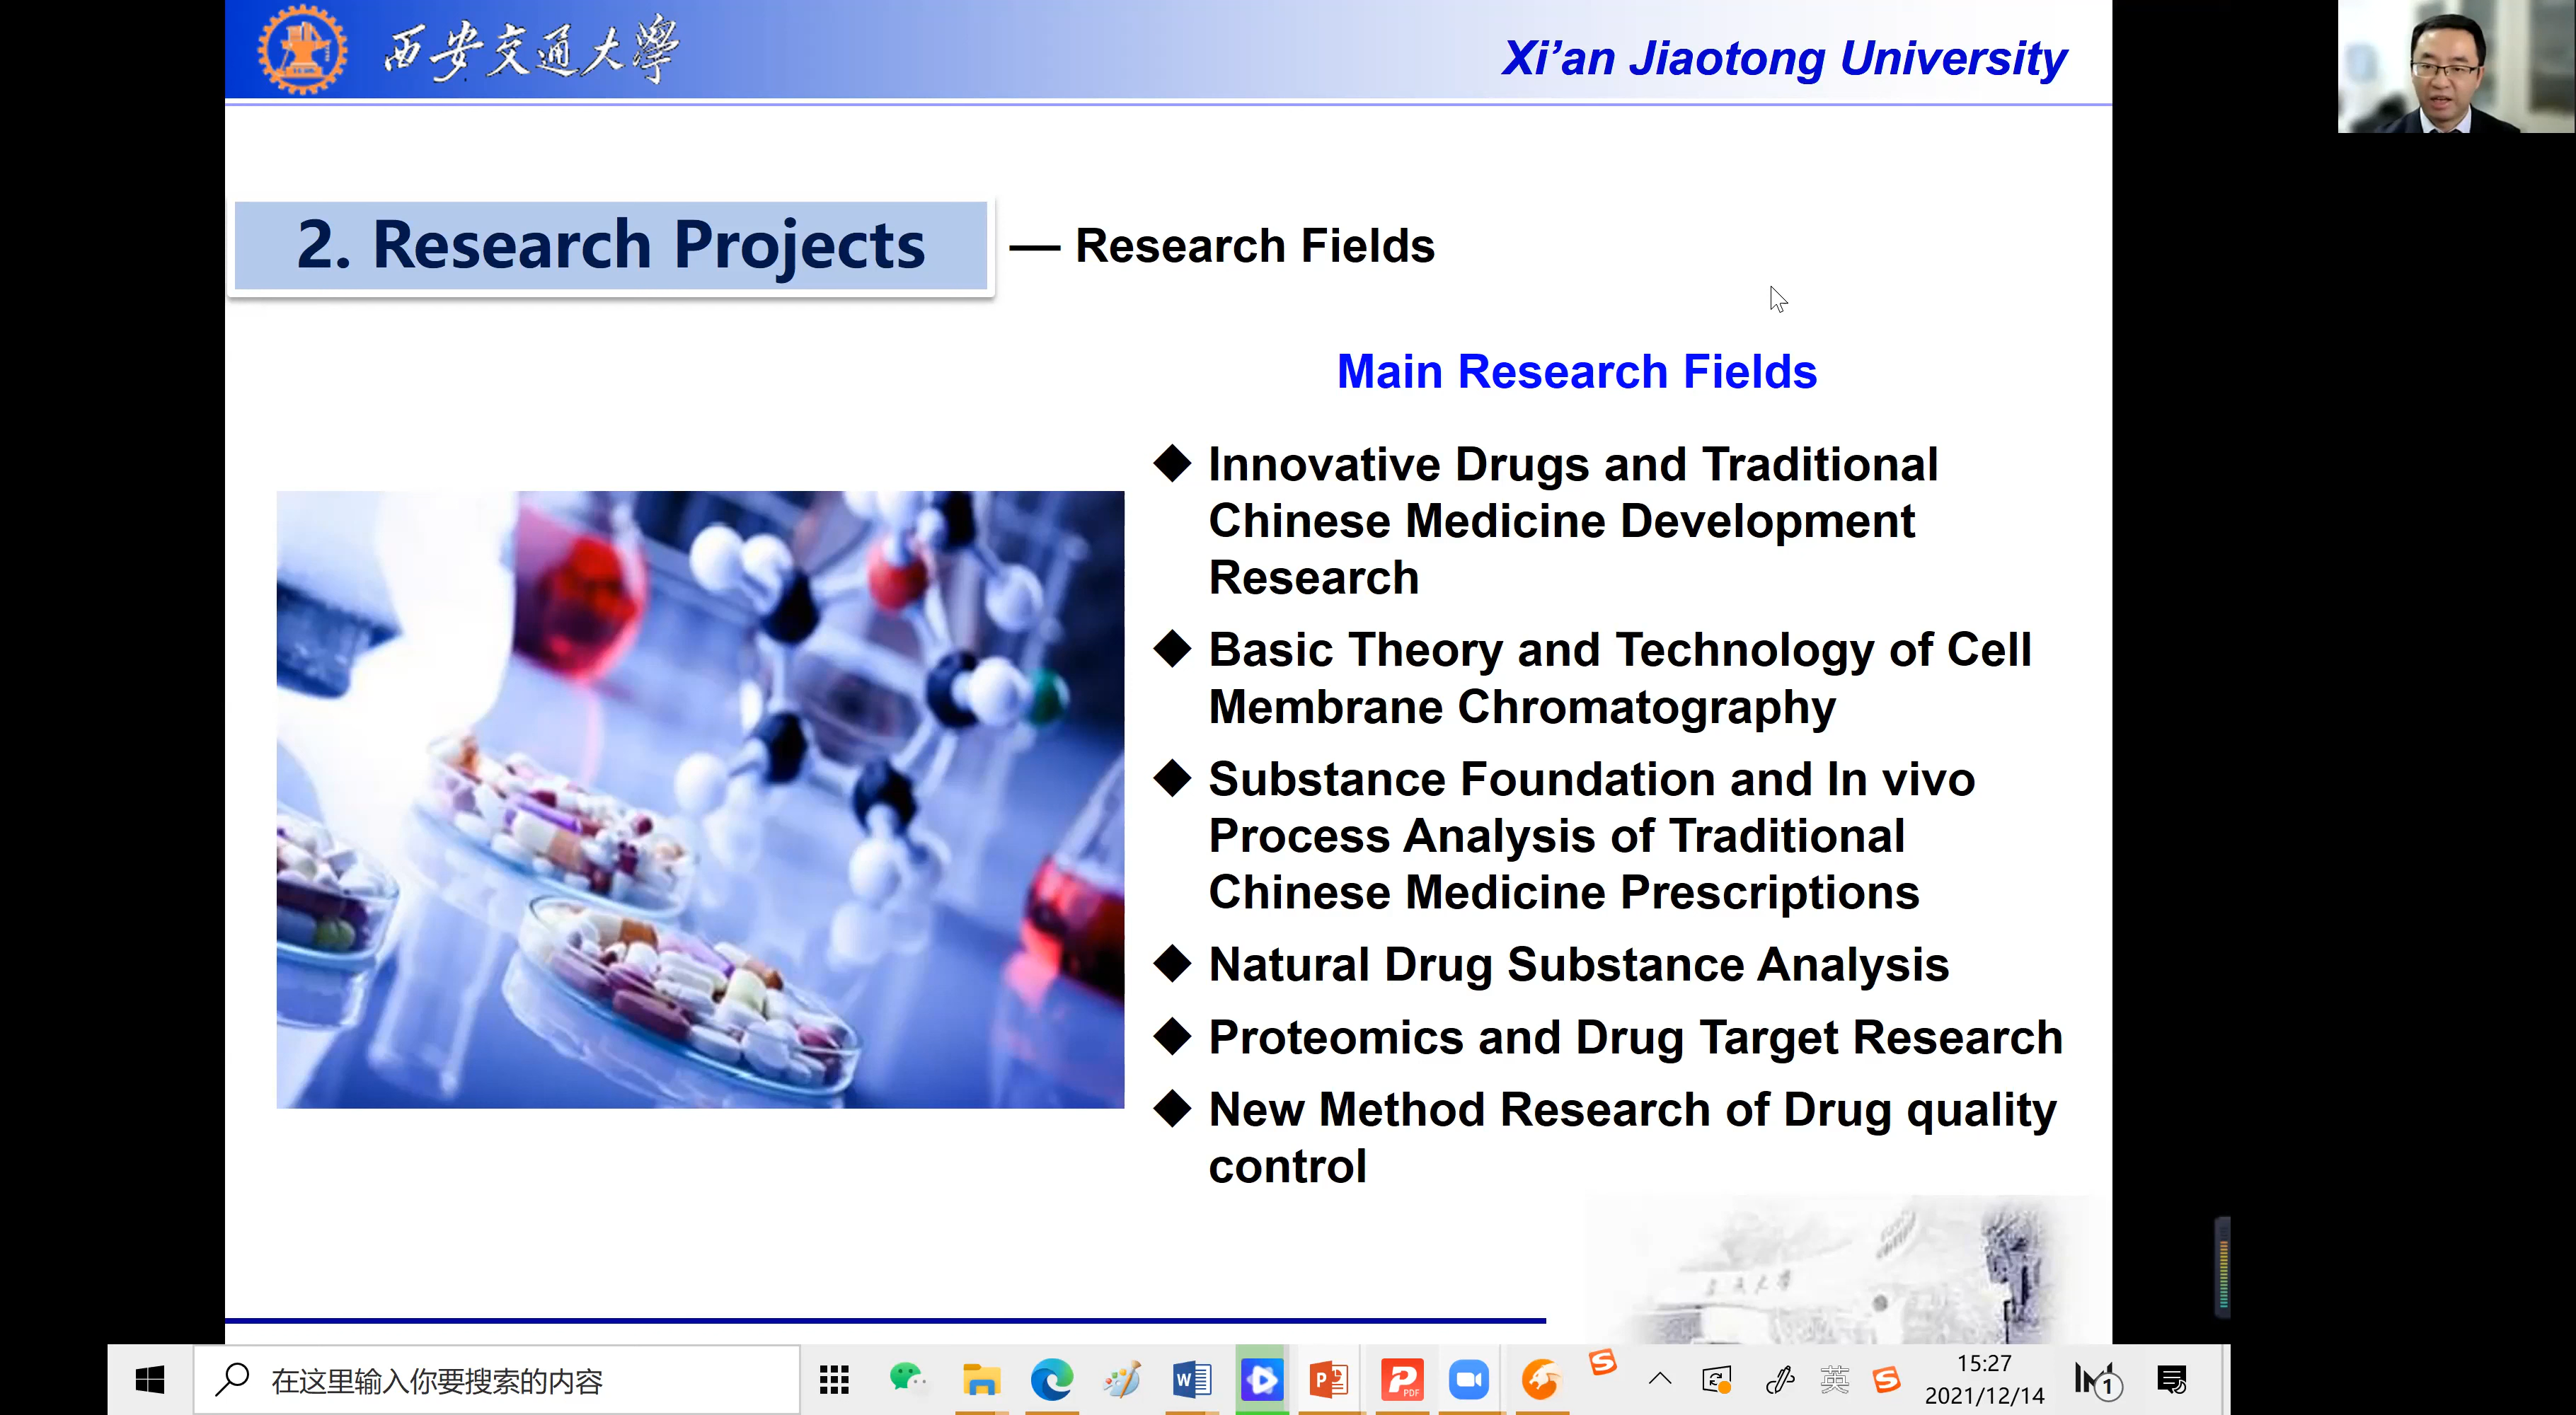 西安交通大學
Xi’an Jiaotong University
2. Research Projects
— Research Fields
Main Research Fields
◆ Innovative Drugs and Traditional
Chinese Medicine Development
Research
◆ Basic Theory and Technology of Cell
Membrane Chromatography
◆ Substance Foundation and In vivo
Process Analysis of Traditional
Chinese Medicine Prescriptions
◆ Natural Drug Substance Analysis
◆ Proteomics and Drug Target Research
◆ New Method Research of Drug quality
control
在这里输入你要搜索的内容
W
P
PDF
S
英
S
15:27
2021/12/14
1